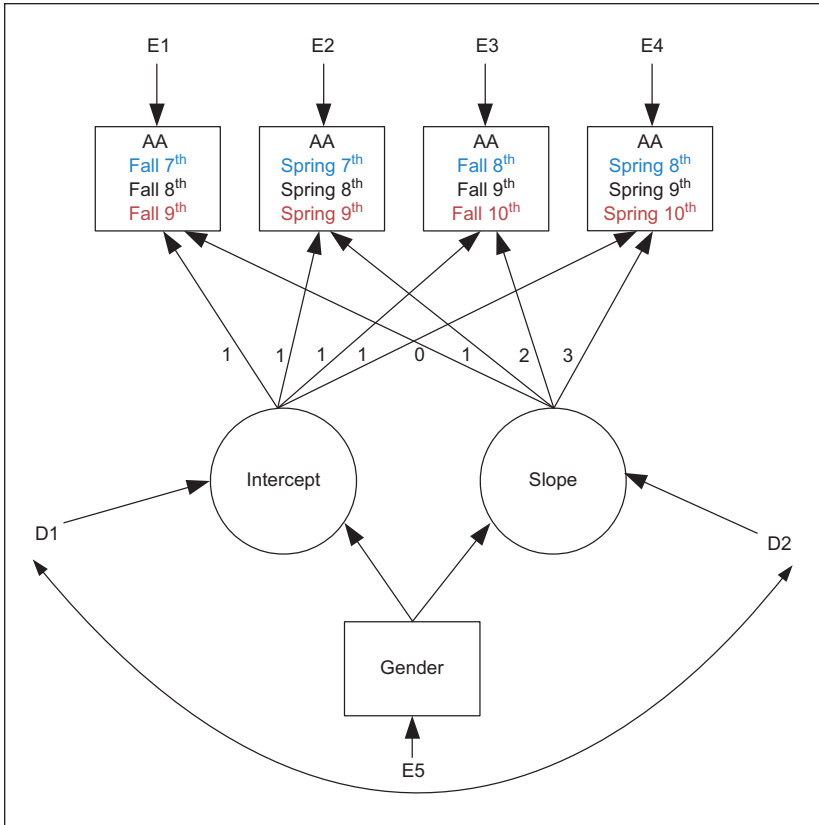 E1 E2 E3 E4
AA
Fall 7th
Fall 8th
Fall 9th
AA
Spring 7th
Spring 8th
Spring 9th
AA
Fall 8th
Fall 9th
Fall 10th
AA
Spring 8th
Spring 9th
Spring 10th
1 1 1 1 0 1 2 3
Intercept
Slope
D1
D2
Gender
E5